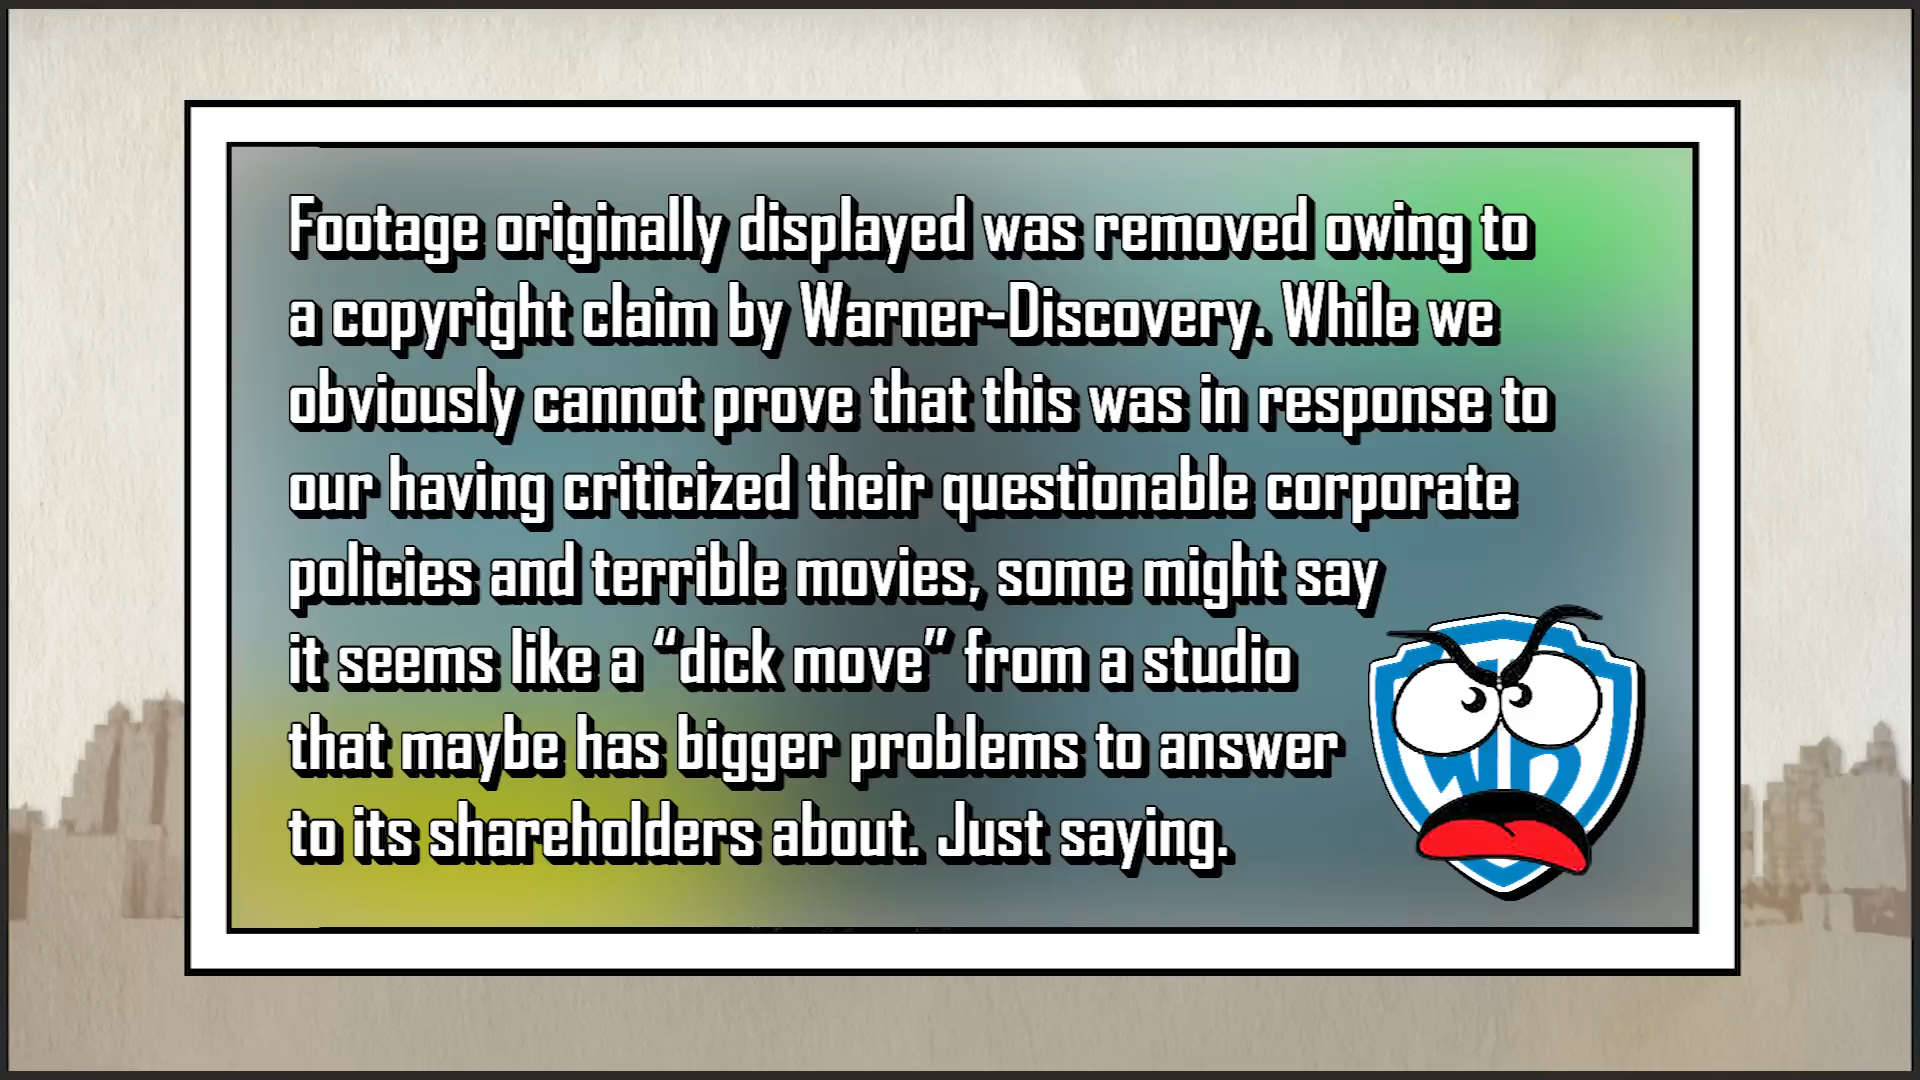 Footage originally displayed was removed owing to
a copyright claim by Warner-Discovery. While we
obviously cannot prove that this was in response to
our having criticized their questionable corporate
policies and terrible movies, some might say
it seems like a “dick move” from a studio
that maybe has bigger problems to answer
to its shareholders about. Just saying.
WB